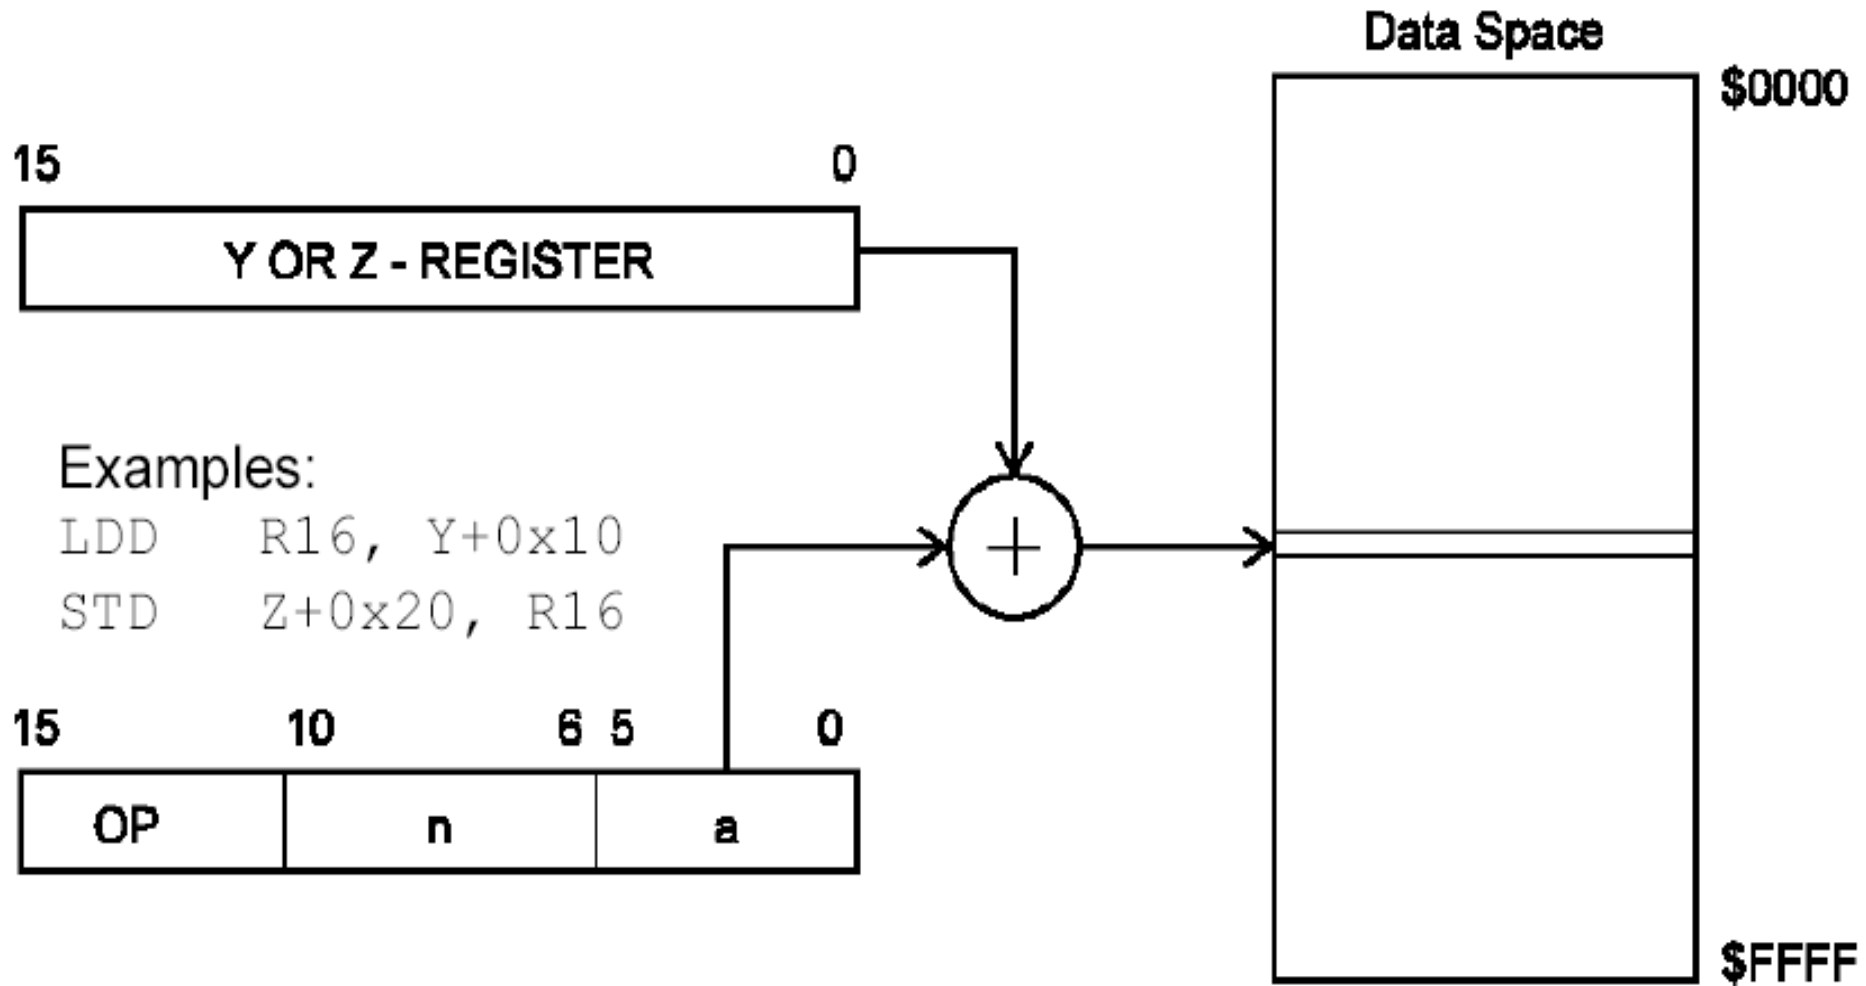 Data Space
$0000
15 0
Y OR Z - REGISTER
Examples:
LDD R16, Y+0x10
STD Z+0x20, R16
+
15 10 6 5 0
OP n a
$FFFF